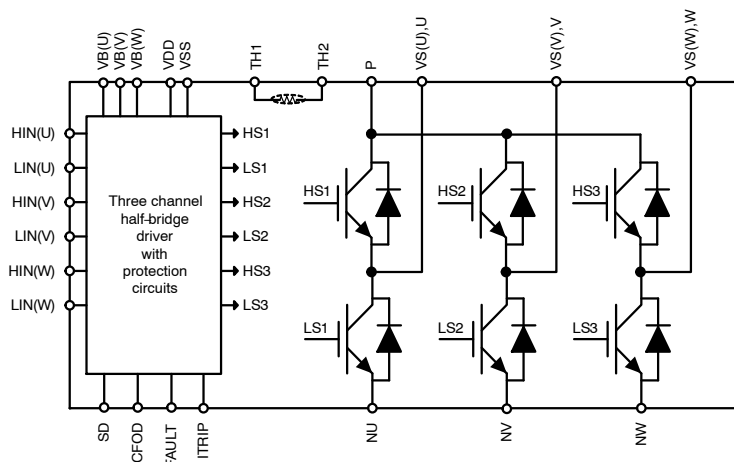 VB(U)
VB(V)
VB(W)
VDD
VSS
TH1
TH2
P
VS(U),U
VS(V),V
VS(W),W
HIN(U)
LIN(U)
HIN(V)
LIN(V)
HIN(W)
LIN(W)
Three channel
half-bridge
driver
with
protection
circuits
HS1
LS1
HS2
LS2
HS3
LS3
HS1
HS2
HS3
LS1
LS2
LS3
SD
CFOD
FAULT
ITRIP
NU
NV
NW